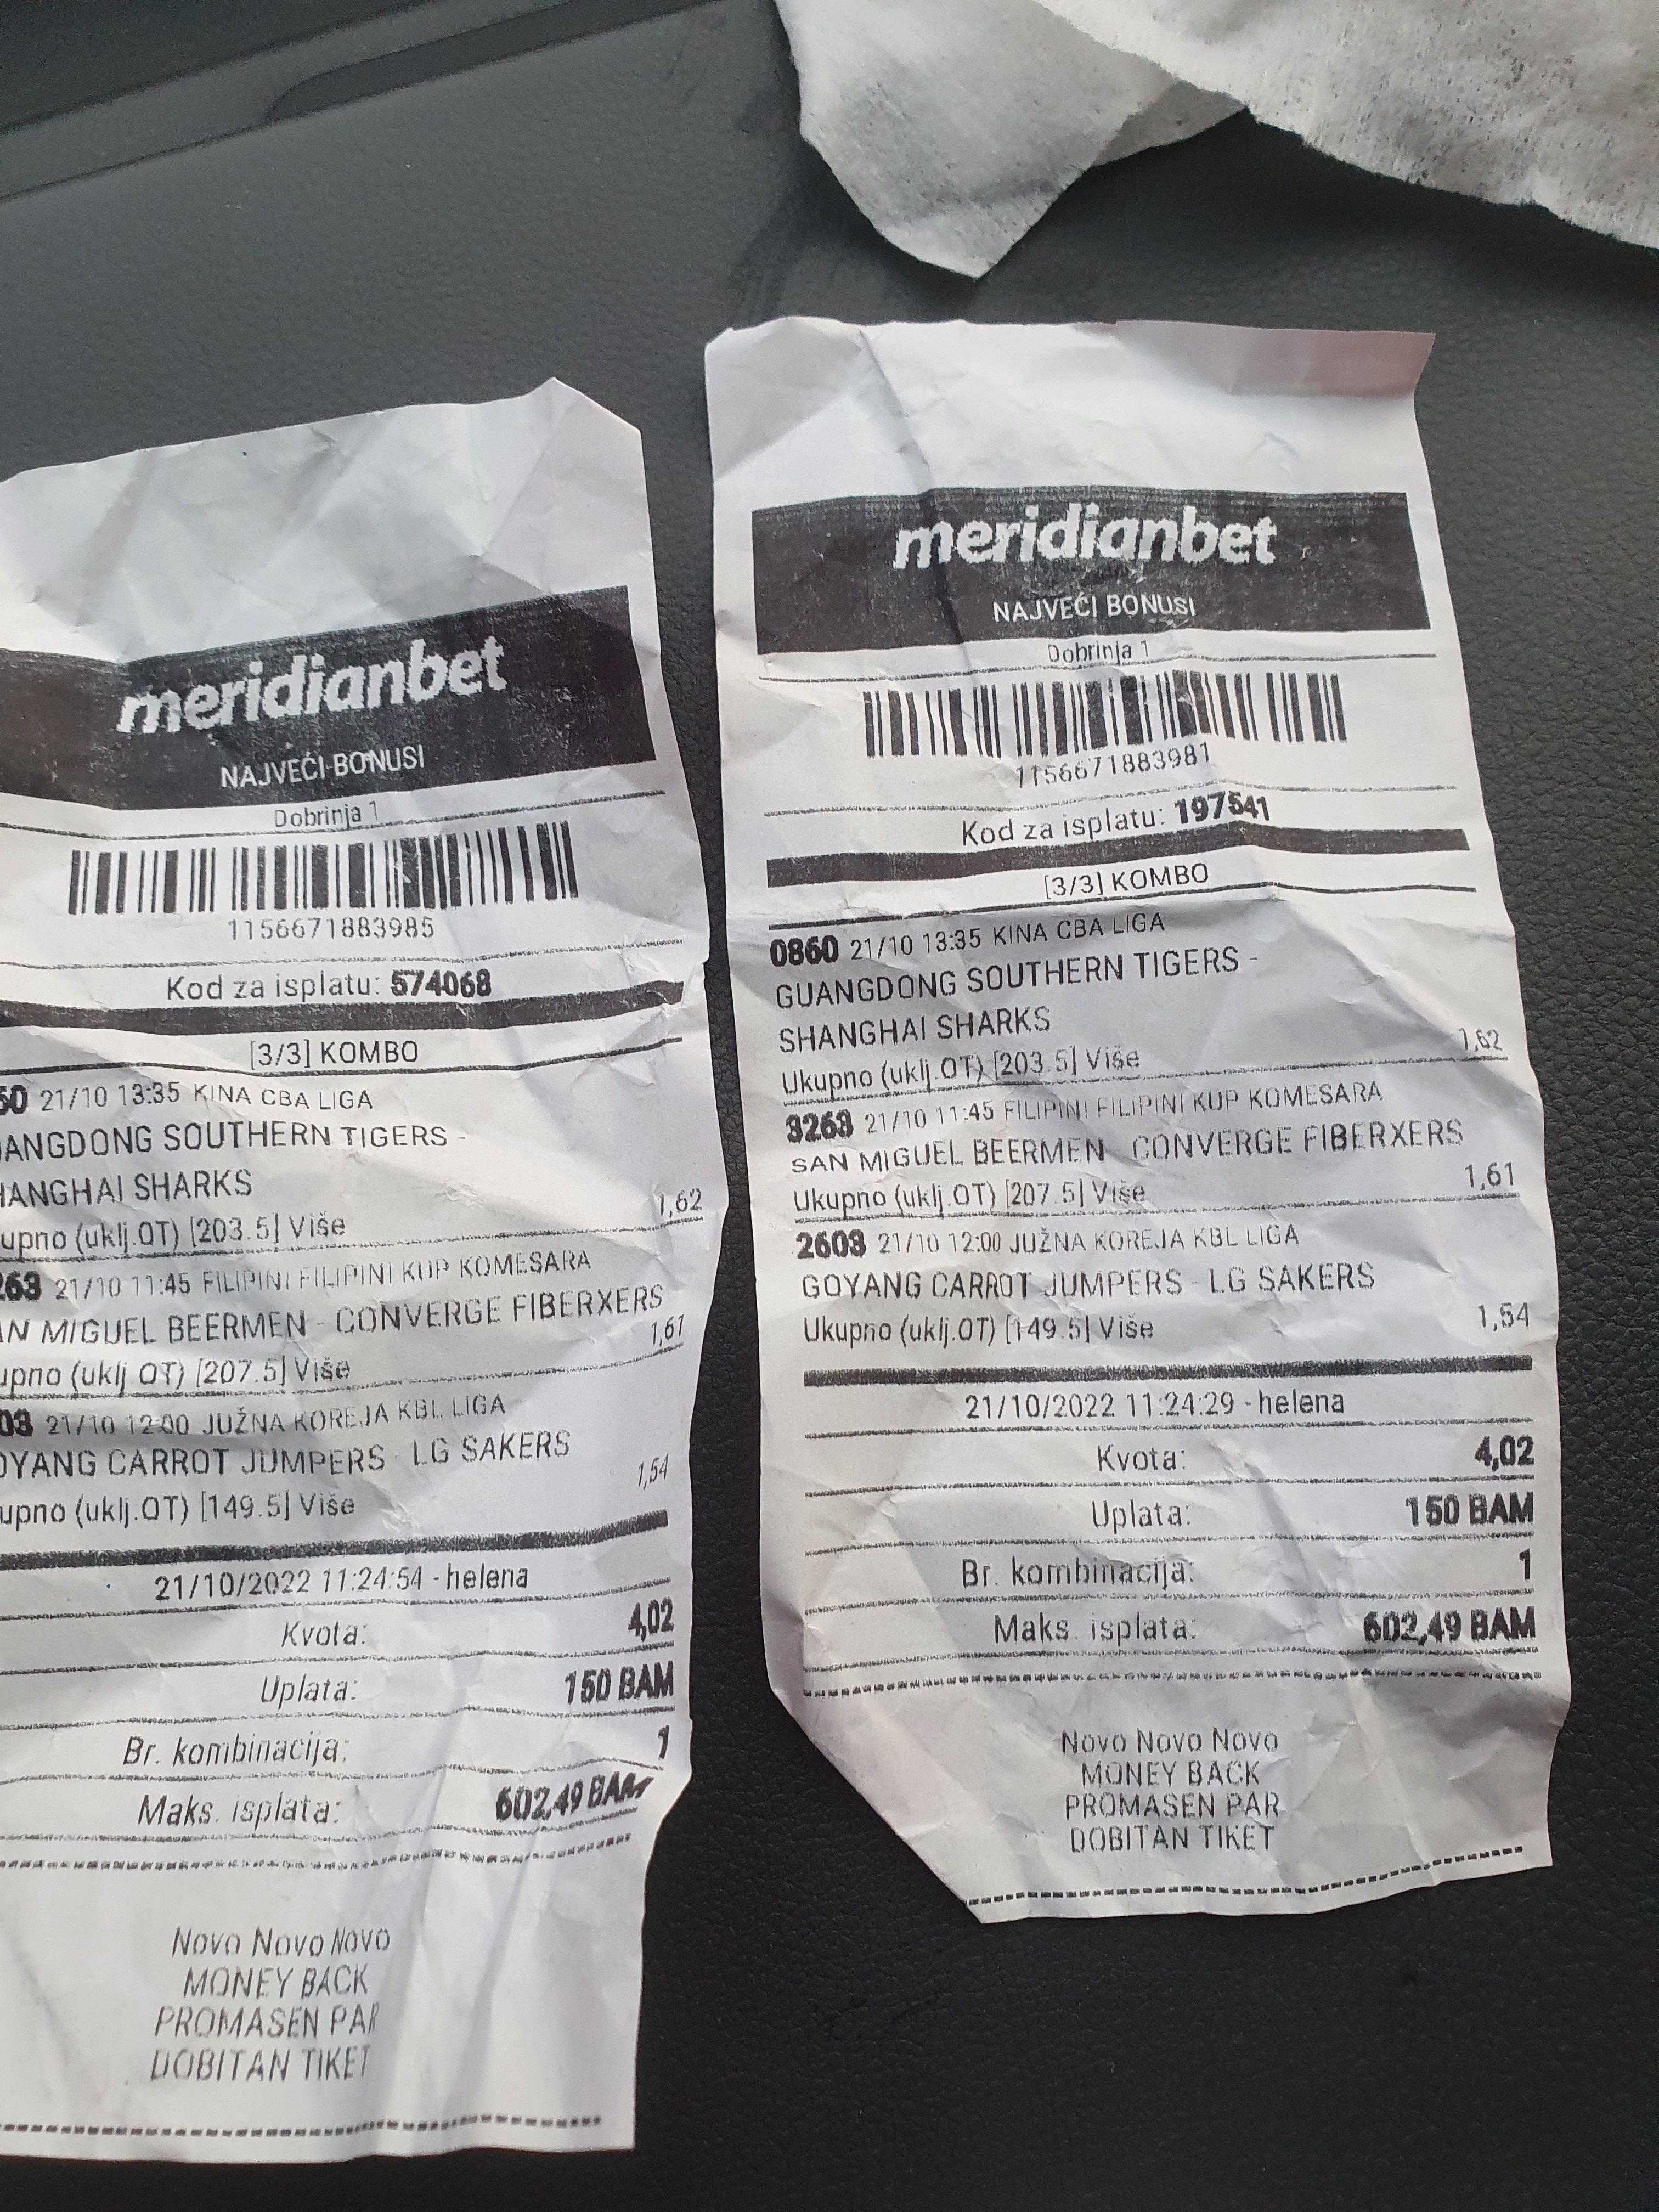 meridianbet
NAJVEĆI BONUSI
Dobrinja 1
1156671883985
Kod za isplatu: 574068
[3/3] KOMBO
60 21/10 13:35 KINA CBA LIGA
ANGDONG SOUTHERN TIGERS -
HANGHAI SHARKS
upno (uklj.OT) [203.5] Više 1,62
263 21/10 11:45 FILIPINI FILIPINI KUP KOMESARA
AN MIGUEL BEERMEN - CONVERGE FIBERXERS
upno (uklj.OT) [207.5] Više 1,61
03 21/10 12:00 JUŽNA KOREJA KBL LIGA
OYANG CARROT JUMPERS - LG SAKERS
upno (uklj.OT) [149.5] Više 1,54
21/10/2022 11:24:54 - helena
Kvota: 4,02
Uplata: 150 BAM
Br. kombinacija: 1
Maks. isplata: 602,49 BAM
Novo Novo Novo
MONEY BACK
PROMASEN PAR
DOBITAN TIKET
meridianbet
NAJVEĆI BONUSI
Dobrinja 1
1156671883981
Kod za isplatu: 197541
[3/3] KOMBO
0860 21/10 13:35 KINA CBA LIGA
GUANGDONG SOUTHERN TIGERS -
SHANGHAI SHARKS
Ukupno (uklj.OT) [203.5] Više 1,62
3263 21/10 11:45 FILIPINI FILIPINI KUP KOMESARA
SAN MIGUEL BEERMEN - CONVERGE FIBERXERS
Ukupno (uklj.OT) [207.5] Više 1,61
2603 21/10 12:00 JUŽNA KOREJA KBL LIGA
GOYANG CARROT JUMPERS - LG SAKERS
Ukupno (uklj.OT) [149.5] Više 1,54
21/10/2022 11:24:29 - helena
Kvota: 4,02
Uplata: 150 BAM
Br. kombinacija: 1
Maks. isplata: 602,49 BAM
Novo Novo Novo
MONEY BACK
PROMASEN PAR
DOBITAN TIKET